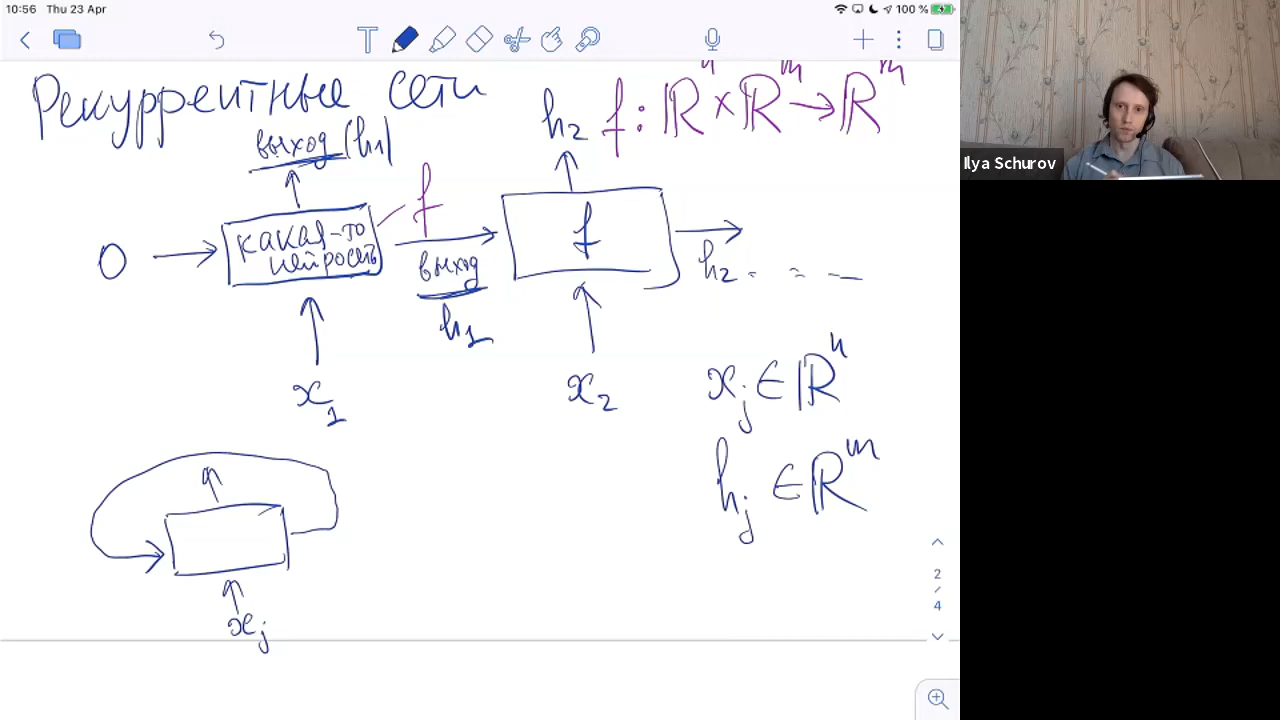 10:56 Thu 23 Apr
100 %
Рекуррентные сети
h₂ f : ℝⁿ × ℝᵐ → ℝᵐ
выход (h₁)
Ilya Schurov
f
0 → какая-то
нейросеть
f
выход
h₁
h₂ . = = –
x₁
x₂
xⱼ ∈ ℝⁿ
hⱼ ∈ ℝᵐ
xⱼ
2
/
4